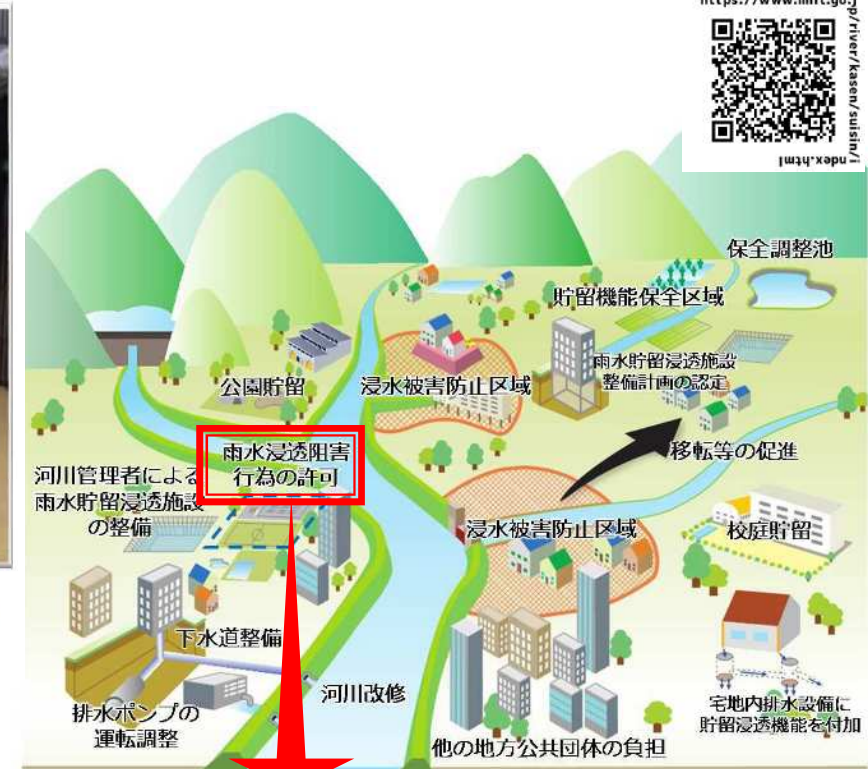 https://www.mlit.go.jp/river/kasen/suisin/index.html
保全調整池
貯留機能保全区域
雨水貯留浸透施設
整備計画の認定
公園貯留
浸水被害防止区域
移転等の促進
雨水浸透阻害
行為の許可
河川管理者による
雨水貯留浸透施設
の整備
浸水被害防止区域
校庭貯留
下水道整備
河川改修
排水ポンプの
運転調整
他の地方公共団体の負担
宅地内排水設備に
貯留浸透機能を付加